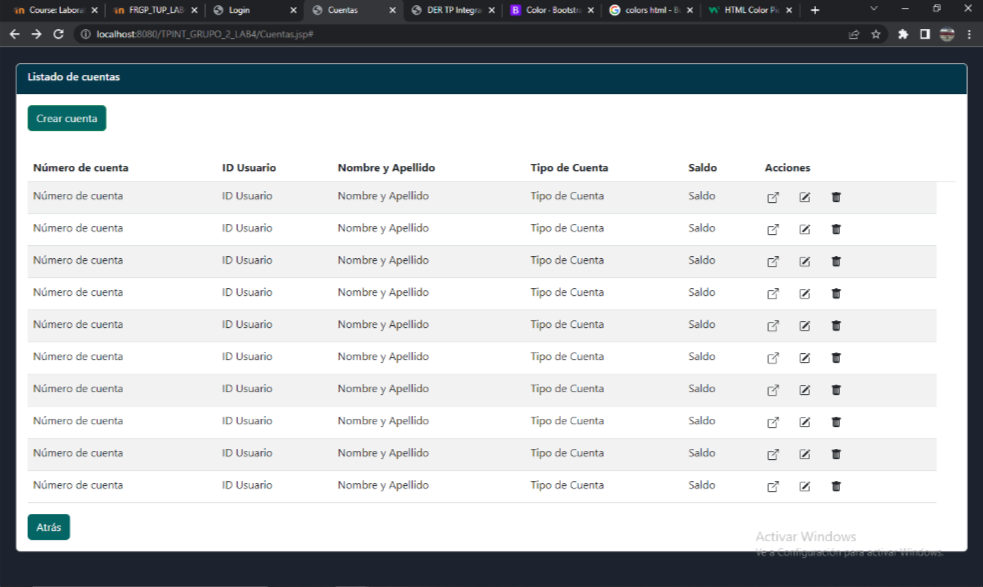 Course: Labora FRGP_TUP_LAB Login Cuentas DER TP Integra Color · Bootstr colors html - B HTML Color Pic
localhost:8080/TPINT_GRUPO_2_LAB4/Cuentas.jsp#
Listado de cuentas
Crear cuenta
Número de cuenta ID Usuario Nombre y Apellido Tipo de Cuenta Saldo Acciones
Número de cuenta ID Usuario Nombre y Apellido Tipo de Cuenta Saldo
Número de cuenta ID Usuario Nombre y Apellido Tipo de Cuenta Saldo
Número de cuenta ID Usuario Nombre y Apellido Tipo de Cuenta Saldo
Número de cuenta ID Usuario Nombre y Apellido Tipo de Cuenta Saldo
Número de cuenta ID Usuario Nombre y Apellido Tipo de Cuenta Saldo
Número de cuenta ID Usuario Nombre y Apellido Tipo de Cuenta Saldo
Número de cuenta ID Usuario Nombre y Apellido Tipo de Cuenta Saldo
Número de cuenta ID Usuario Nombre y Apellido Tipo de Cuenta Saldo
Número de cuenta ID Usuario Nombre y Apellido Tipo de Cuenta Saldo
Número de cuenta ID Usuario Nombre y Apellido Tipo de Cuenta Saldo
Atrás
Activar Windows
Ve a Configuración para activar Windows.